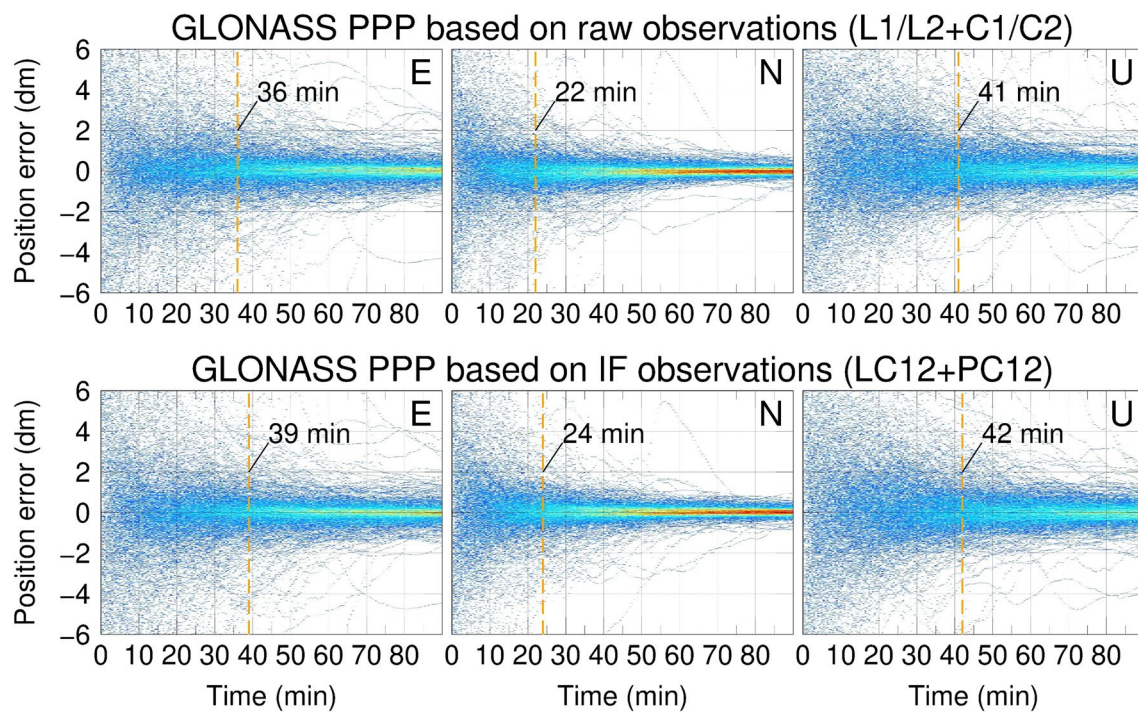 GLONASS PPP based on raw observations (L1/L2+C1/C2)
Position error (dm)
6
4
2
0
−2
−4
−6
E
36 min
N
22 min
U
41 min
0 10 20 30 40 50 60 70 80
0 10 20 30 40 50 60 70 80
0 10 20 30 40 50 60 70 80
GLONASS PPP based on IF observations (LC12+PC12)
Position error (dm)
6
4
2
0
−2
−4
−6
E
39 min
N
24 min
U
42 min
0 10 20 30 40 50 60 70 80
0 10 20 30 40 50 60 70 80
0 10 20 30 40 50 60 70 80
Time (min)
Time (min)
Time (min)